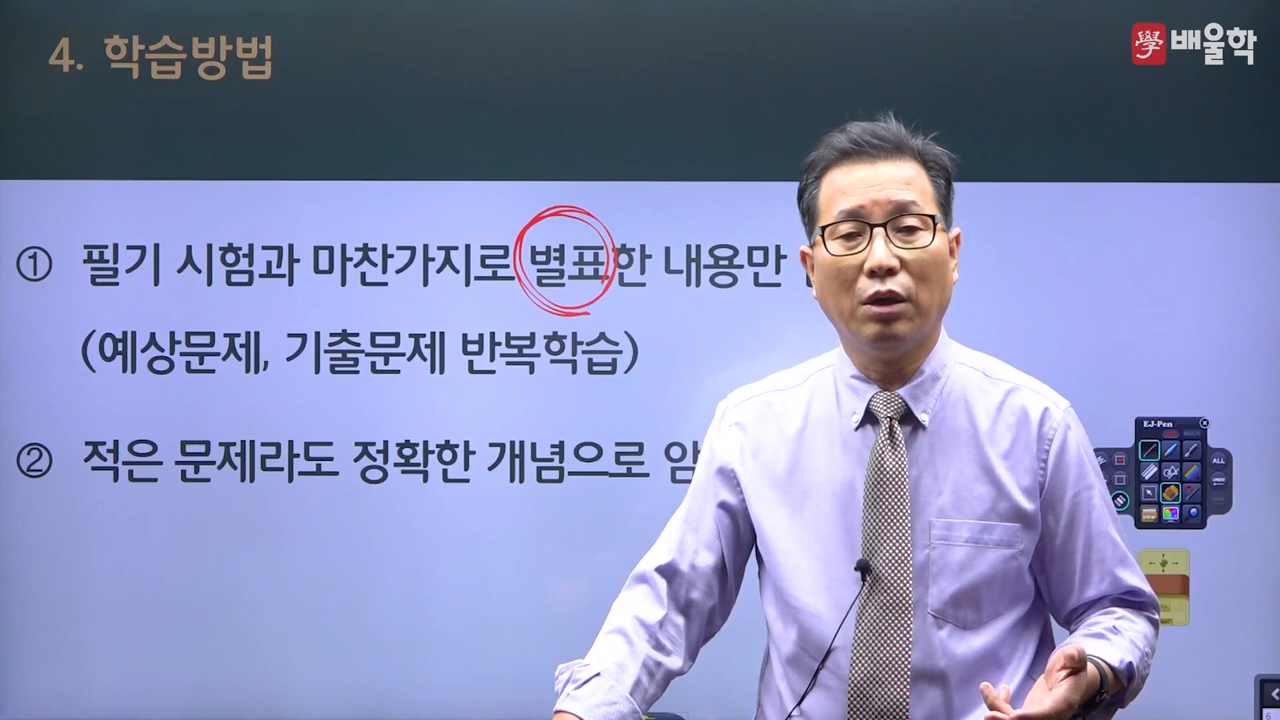 4. 학습방법
學 배울학
① 필기 시험과 마찬가지로 별표한 내용만
(예상문제, 기출문제 반복학습)
② 적은 문제라도 정확한 개념으로 암
EJ-Pen
ALL
UNDO